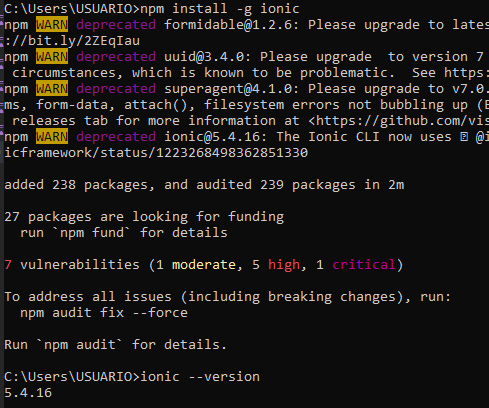 C:\Users\USUARIO>npm install -g ionic
npm WARN deprecated formidable@1.2.6: Please upgrade to lates
://bit.ly/2ZEqIau
npm WARN deprecated uuid@3.4.0: Please upgrade  to version 7
 circumstances, which is known to be problematic.  See https:
npm WARN deprecated superagent@4.1.0: Please upgrade to v7.0.
ms, form-data, attach(), filesystem errors not bubbling up (E
 releases tab for more information at <https://github.com/vis
npm WARN deprecated ionic@5.4.16: The Ionic CLI now uses @i
icframework/status/1223268498362851330
added 238 packages, and audited 239 packages in 2m
27 packages are looking for funding
  run `npm fund` for details
7 vulnerabilities (1 moderate, 5 high, 1 critical)
To address all issues (including breaking changes), run:
  npm audit fix --force
Run `npm audit` for details.
C:\Users\USUARIO>ionic --version
5.4.16